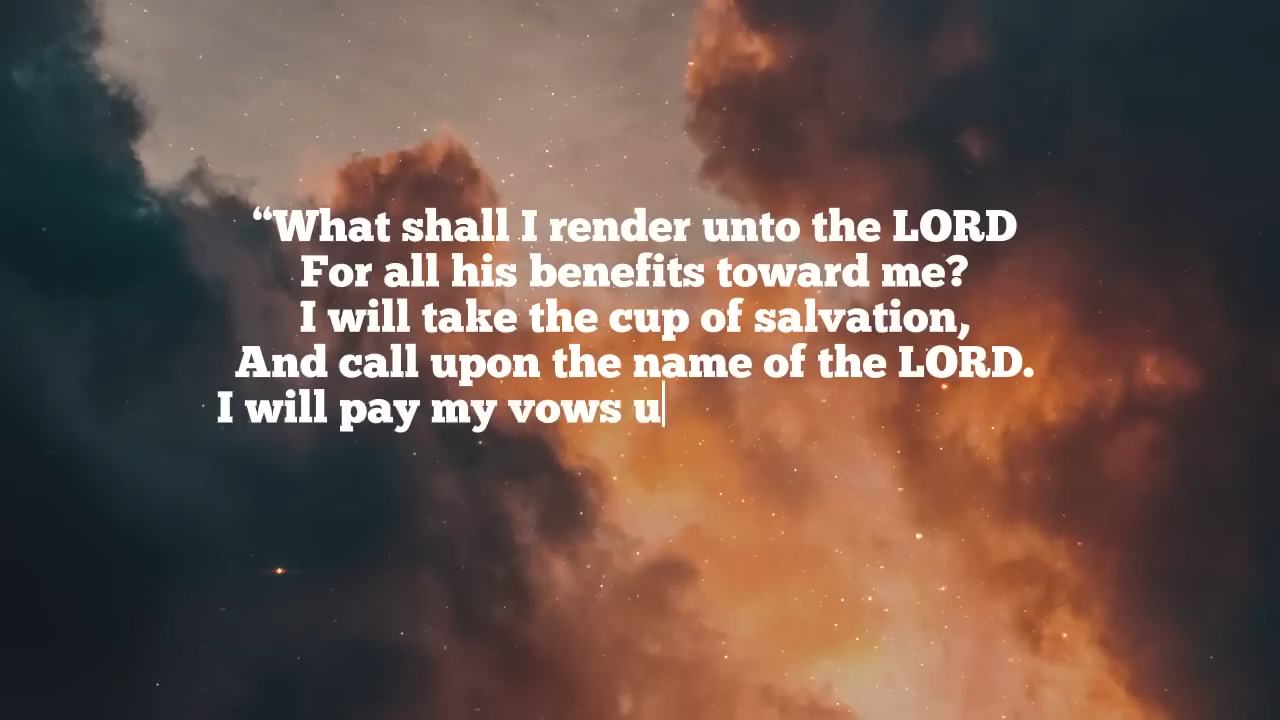 “What shall I render unto the LORD
For all his benefits toward me?
I will take the cup of salvation,
And call upon the name of the LORD.
I will pay my vows u